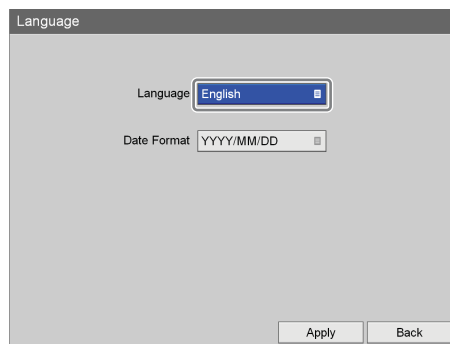 Language
Language English
Date Format YYYY/MM/DD
Apply Back